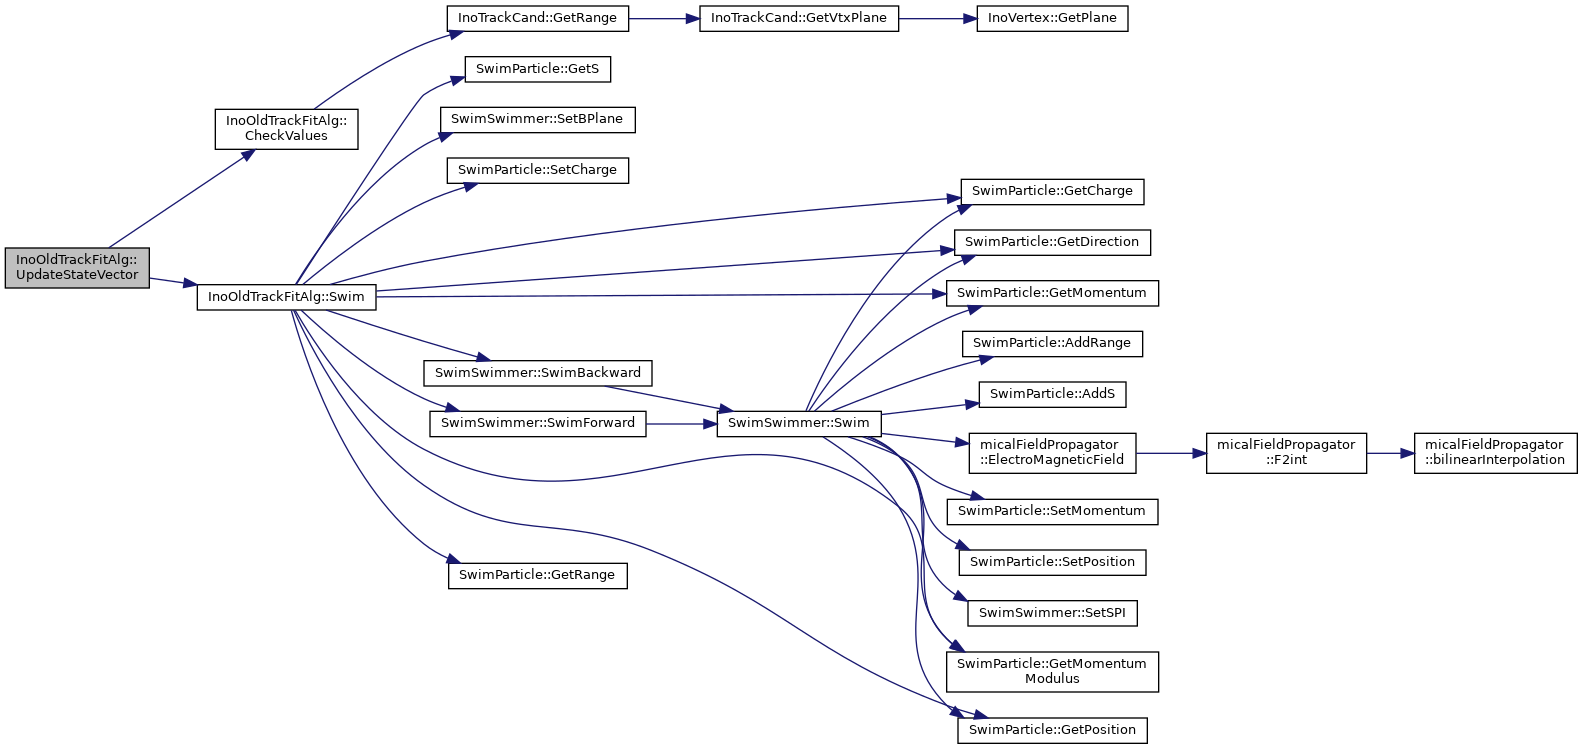 InoTrackCand::GetRange
InoTrackCand::GetVtxPlane
InoVertex::GetPlane
SwimParticle::GetS
InoOldTrackFitAlg::
CheckValues
SwimSwimmer::SetBPlane
SwimParticle::SetCharge
SwimParticle::GetCharge
SwimParticle::GetDirection
InoOldTrackFitAlg::
UpdateStateVector
InoOldTrackFitAlg::Swim
SwimParticle::GetMomentum
SwimParticle::AddRange
SwimSwimmer::SwimBackward
SwimParticle::AddS
SwimSwimmer::SwimForward
SwimSwimmer::Swim
micalFieldPropagator
::ElectroMagneticField
micalFieldPropagator
::F2int
micalFieldPropagator
::bilinearInterpolation
SwimParticle::SetMomentum
SwimParticle::SetPosition
SwimParticle::GetRange
SwimSwimmer::SetSPI
SwimParticle::GetMomentum
Modulus
SwimParticle::GetPosition